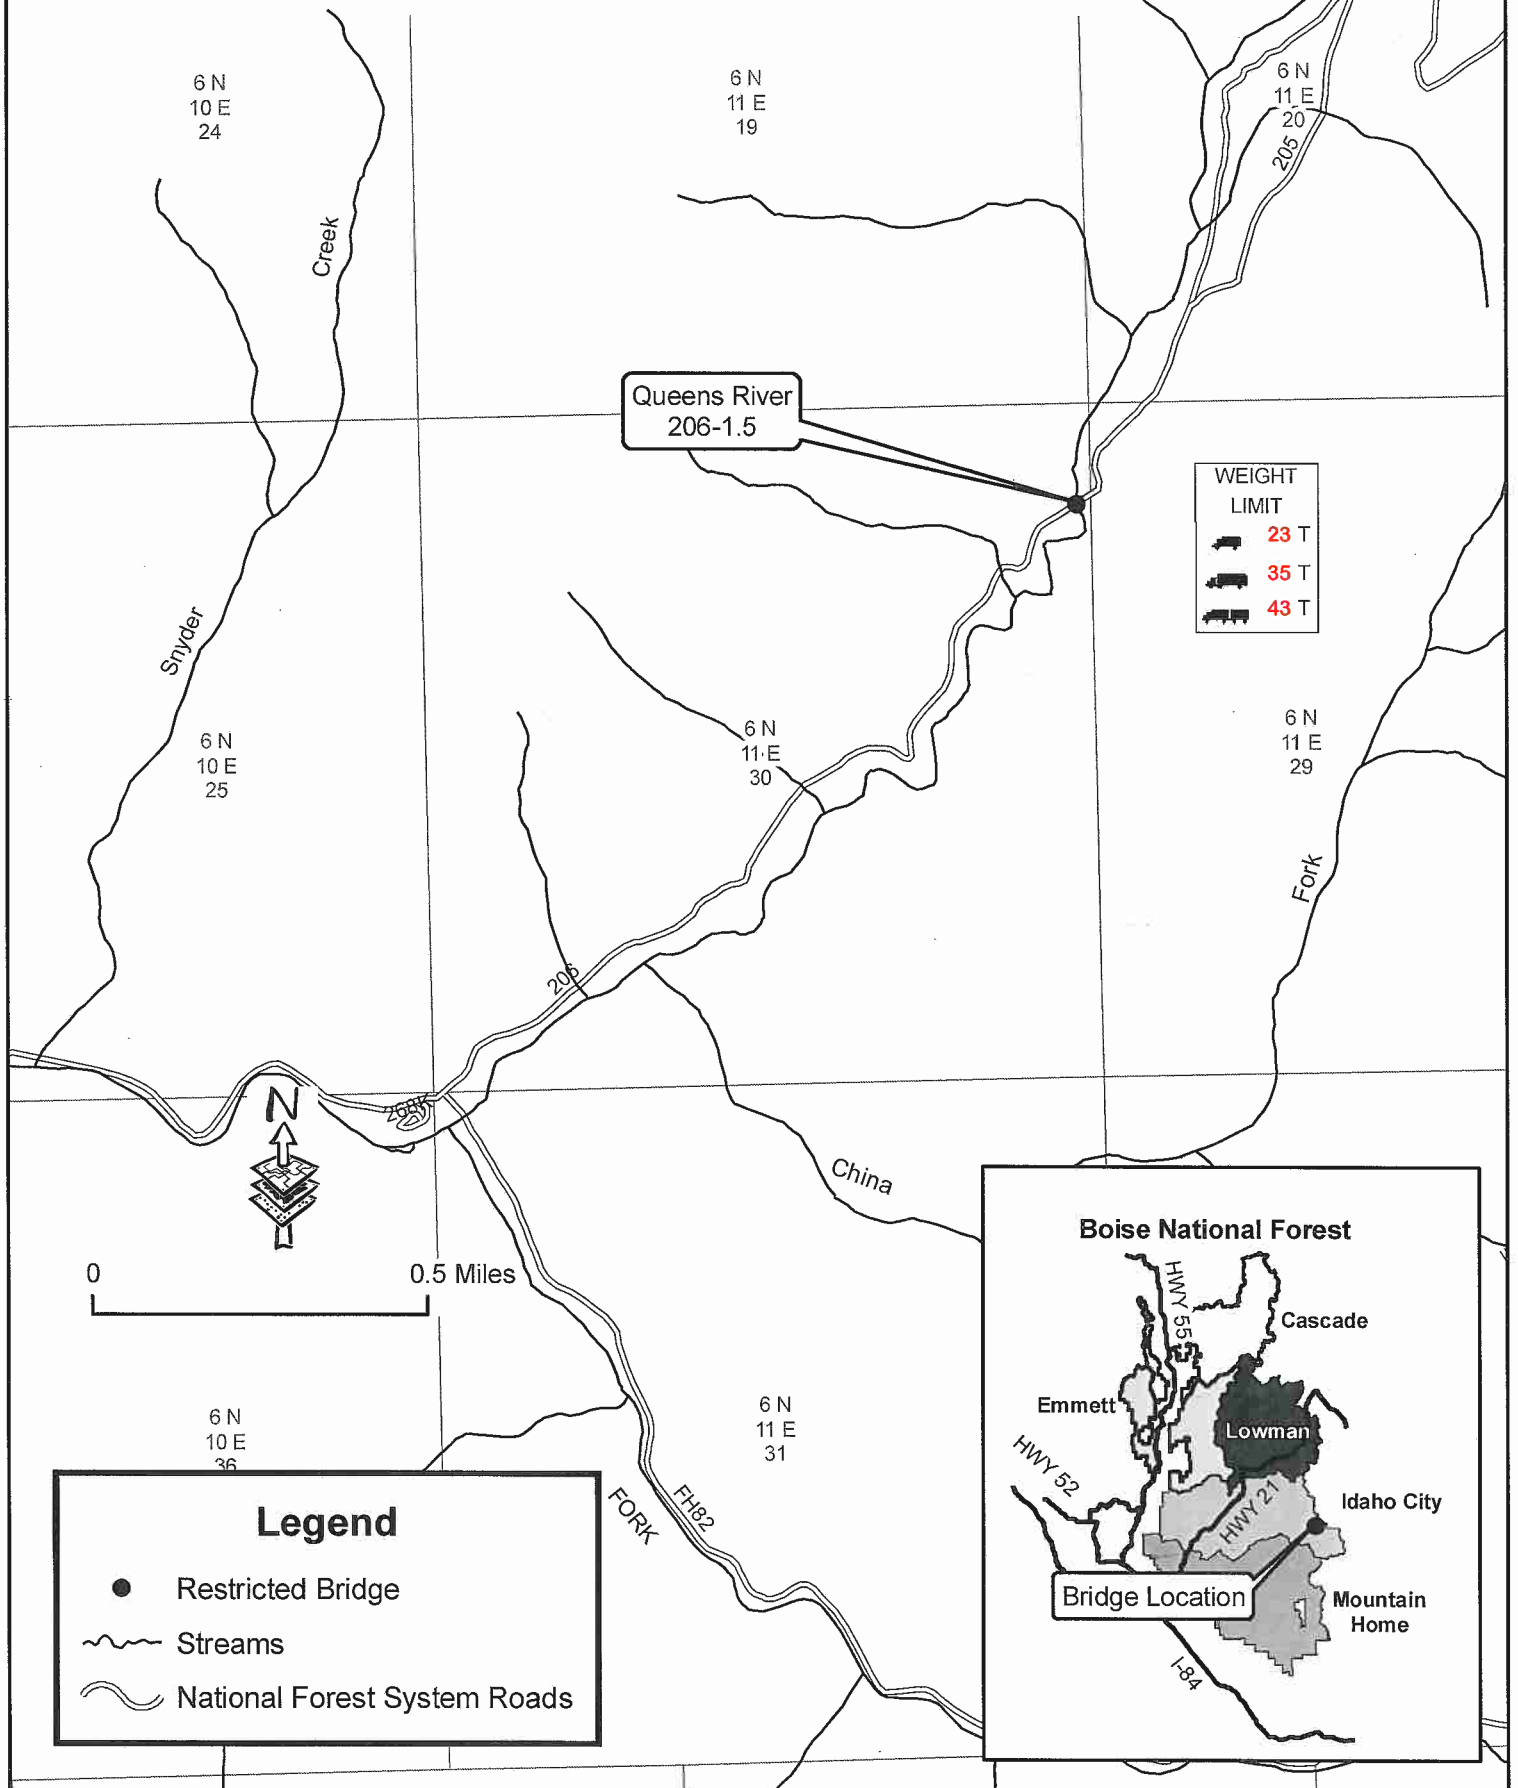 6 N
10 E
24
6 N
11 E
19
6 N
11 E
20
205
Creek
Queens River
206-1.5
WEIGHT
LIMIT
23 T
35 T
43 T
Snyder
6 N
10 E
25
6 N
11 E
30
6 N
11 E
29
Fork
206
268K
N
China
0
0.5 Miles
6 N
10 E
36
6 N
11 E
31
FORK
FH82
Legend
Restricted Bridge
Streams
National Forest System Roads
Boise National Forest
HWY 55
Cascade
Emmett
Lowman
HWY 52
Idaho City
HWY 21
Bridge Location
Mountain
Home
I-84